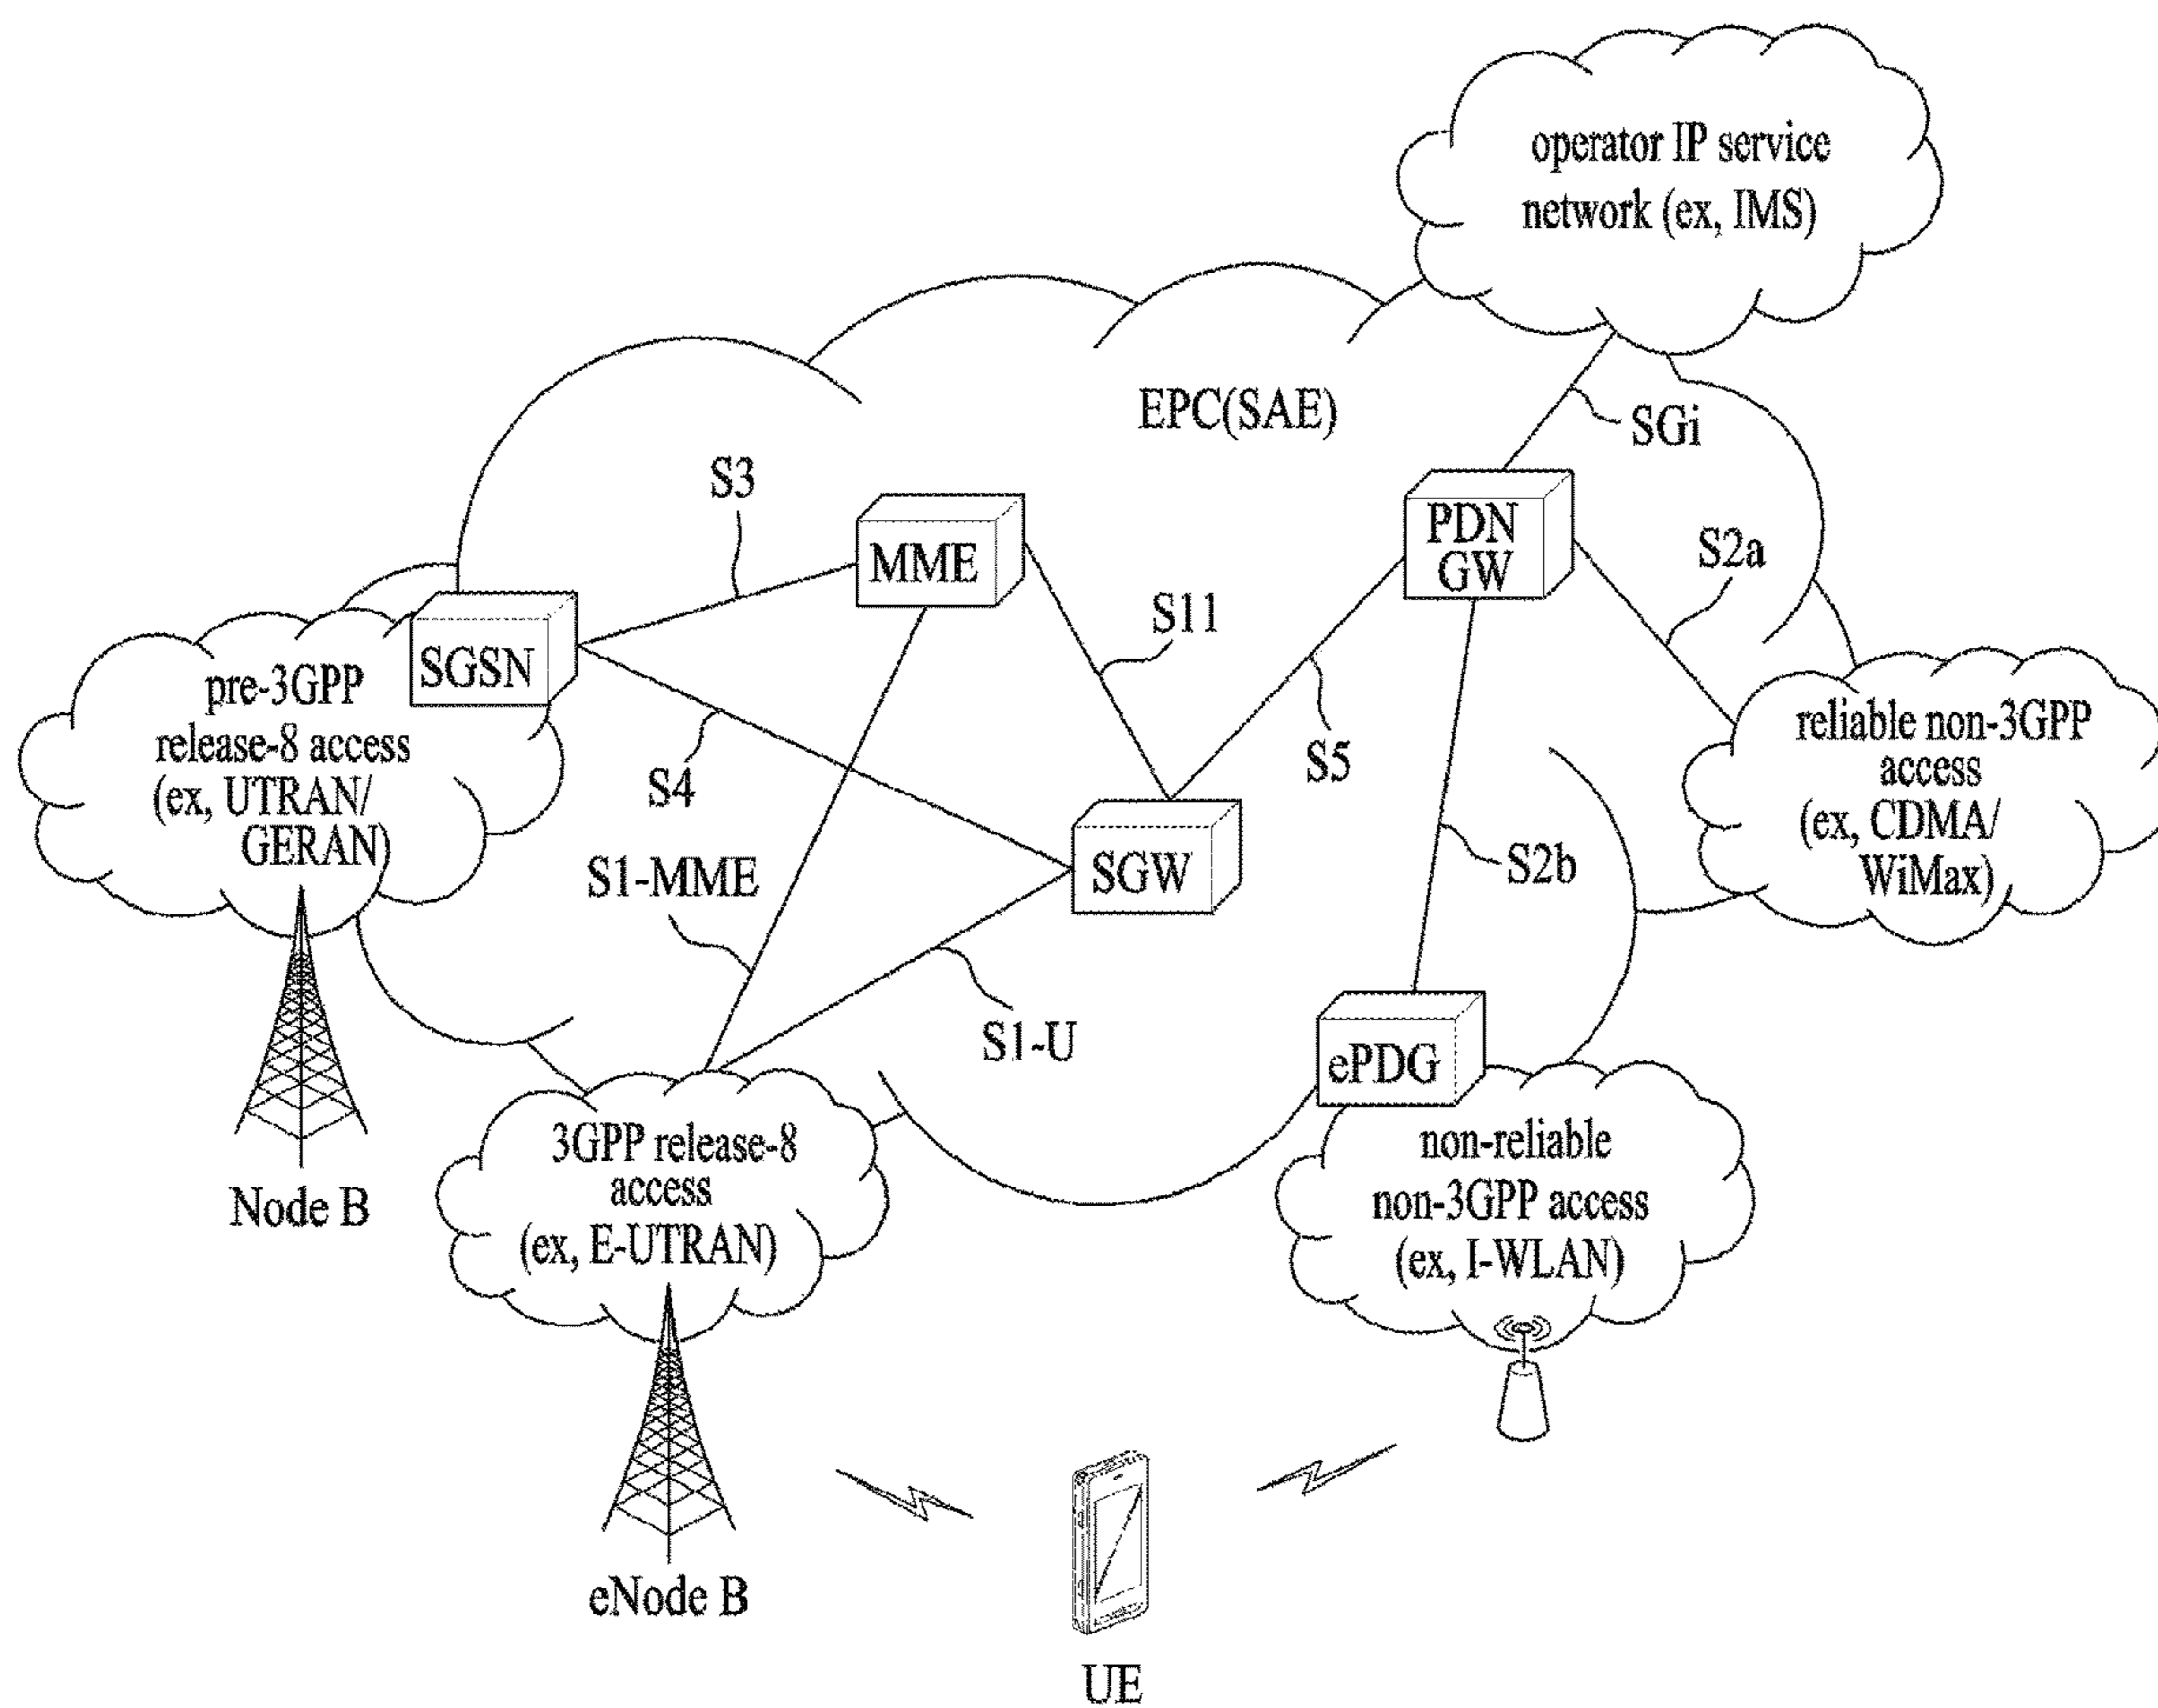 operator IP service
network (ex, IMS)
EPC(SAE)
SGi
S3
MME
PDN
GW
S2a
S11
SGSN
pre-3GPP
release-8 access
(ex, UTRAN/
GERAN)
S4
S5
reliable non-3GPP
access
(ex, CDMA/
WiMax)
S1-MME
SGW
S2b
S1-U
ePDG
Node B
3GPP release-8
access
(ex, E-UTRAN)
non-reliable
non-3GPP access
(ex, I-WLAN)
eNode B
UE